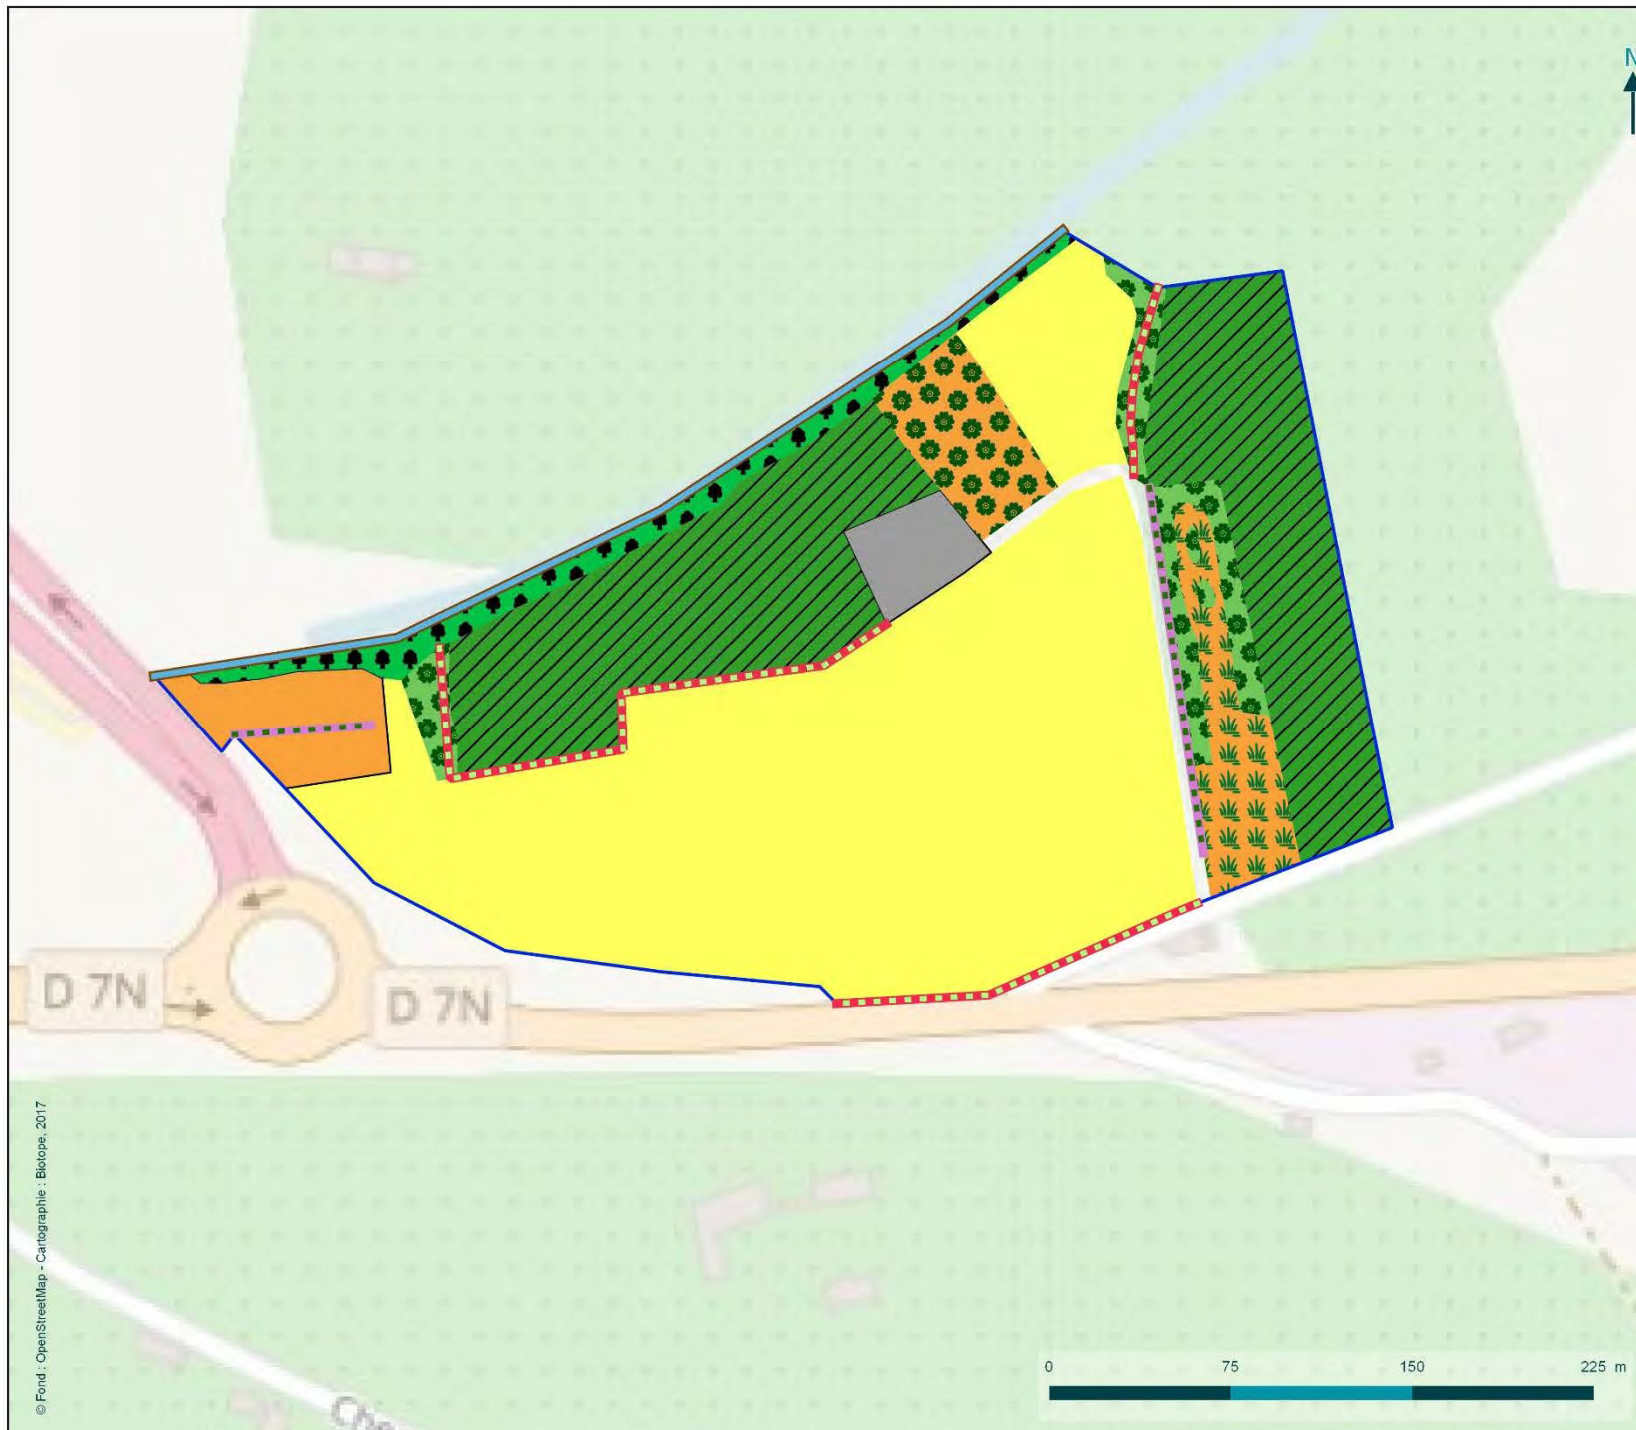 N
D 7N
D 7N
© Fond : OpenStreetMap - Cartographie : Biotope, 2017
0 75 150 225 m
Che